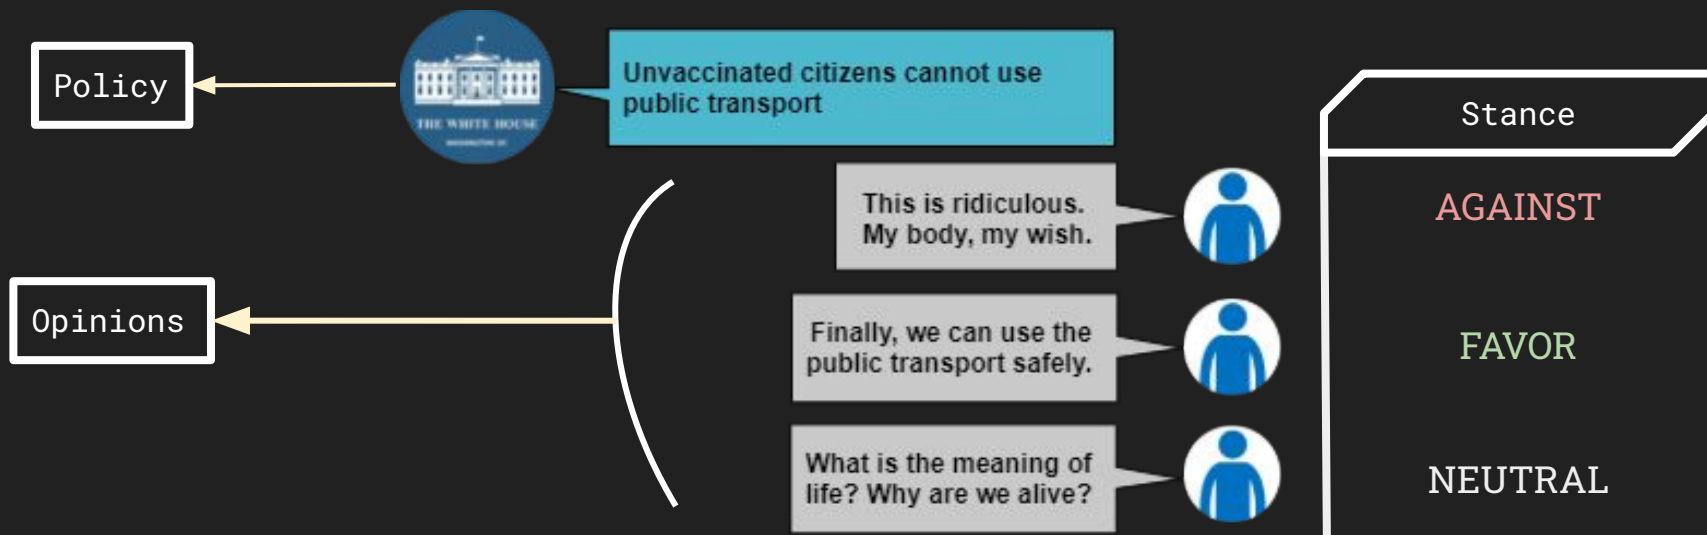 Policy
THE WHITE HOUSE
WASHINGTON DC
Unvaccinated citizens cannot use
public transport
Stance
This is ridiculous.
My body, my wish.
AGAINST
Opinions
Finally, we can use the
public transport safely.
FAVOR
What is the meaning of
life? Why are we alive?
NEUTRAL